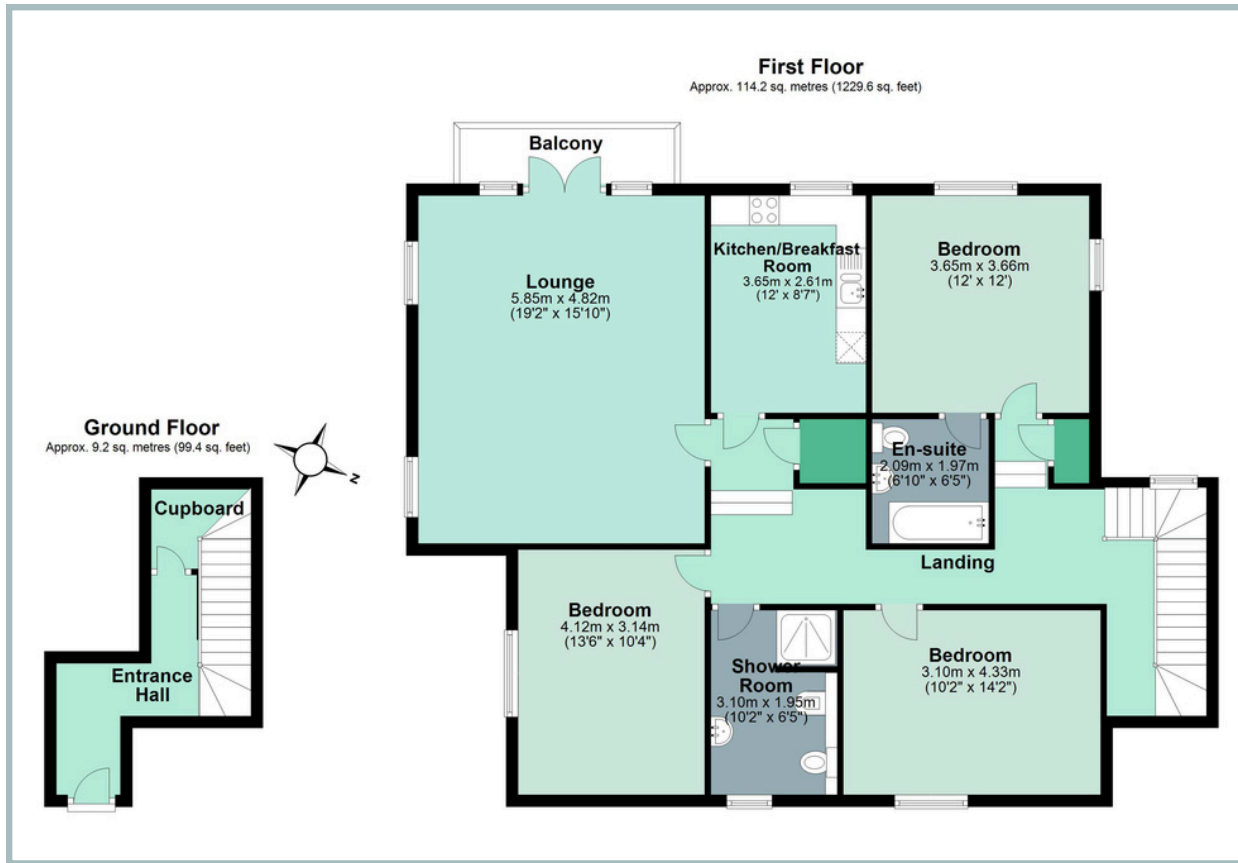 First Floor
Approx. 114.2 sq. metres (1229.6 sq. feet)
Balcony
Lounge
5.85m x 4.82m
(19'2" x 15'10")
Kitchen/Breakfast
Room
3.65m x 2.61m
(12' x 8'7")
Bedroom
3.65m x 3.66m
(12' x 12')
En-suite
2.09m x 1.97m
(6'10" x 6'5")
Landing
Bedroom
4.12m x 3.14m
(13'6" x 10'4")
Shower
Room
3.10m x 1.95m
(10'2" x 6'5")
Bedroom
3.10m x 4.33m
(10'2" x 14'2")
Ground Floor
Approx. 9.2 sq. metres (99.4 sq. feet)
N
Cupboard
Entrance
Hall